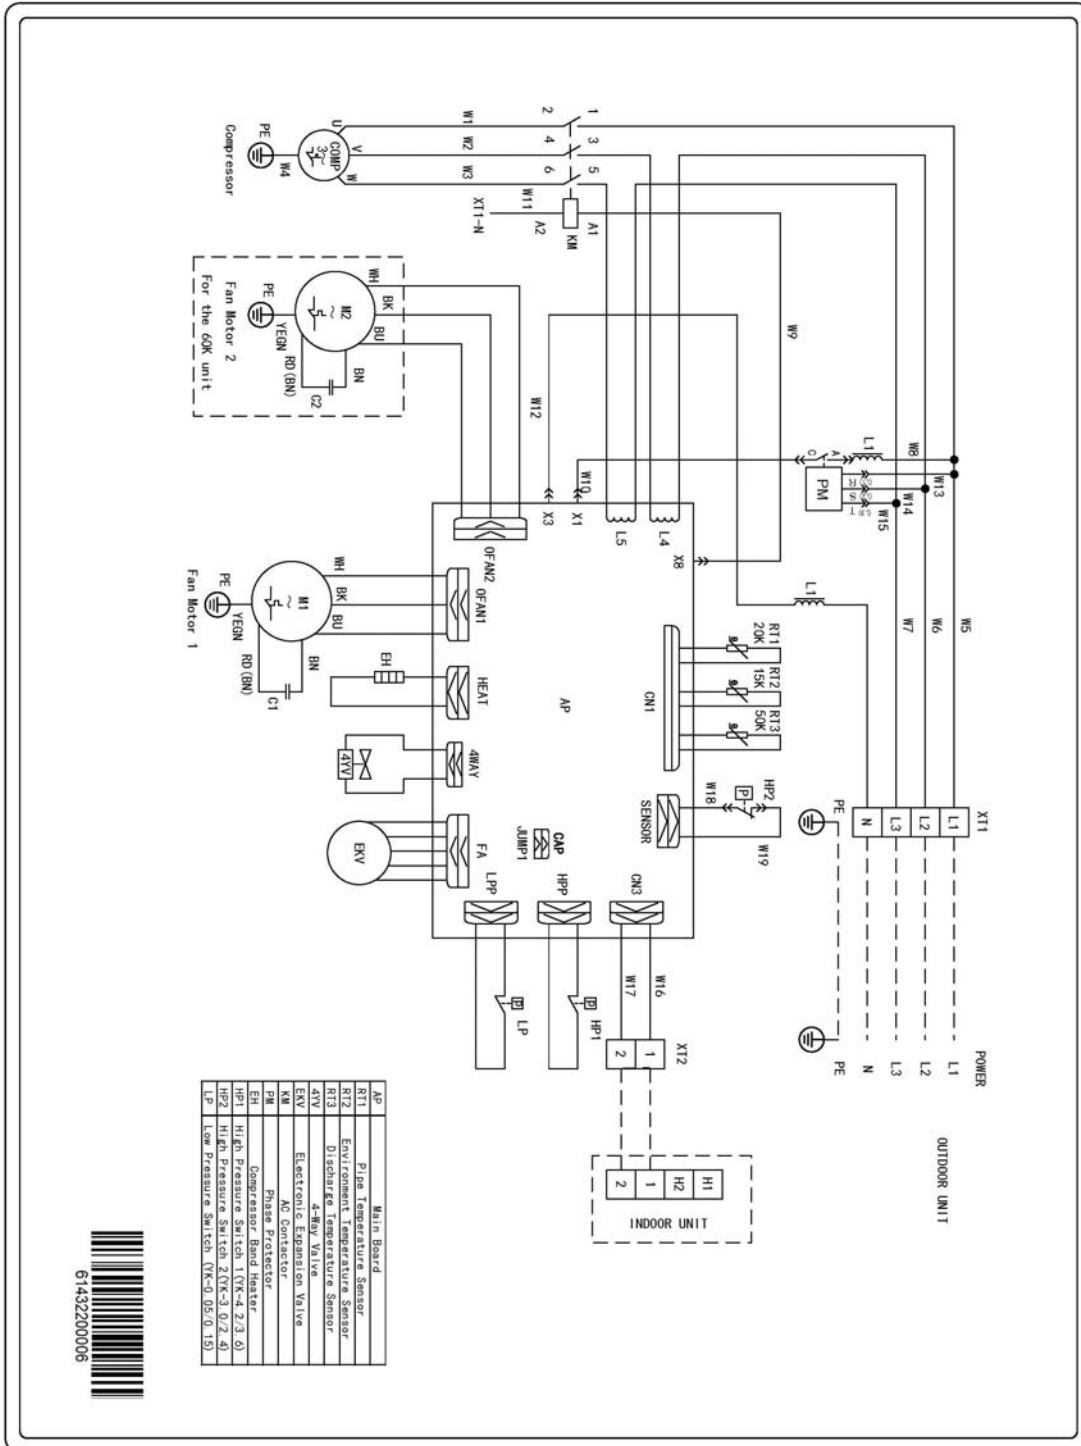 OUTDOOR UNIT
POWER
L1
L2
L3
N
PE
XT1
L1
L2
L3
N
PE
W5
W6
W7
L1
W8
L1
W13
W14
W15
A
C
R
S
T
PM
W9
W10
W12
1
3
5
2
4
6
A1
A2
KM
W11
XT1-N
W1
W2
W3
U
V
W
COMP
3~
W4
PE
Compressor
WH
BK
BU
M2
~
BN
C2
RD(BN)
YEGN
PE
Fan Motor 2
For the 60K unit
L4
L5
X8
X1
X3
OFAN2
OFAN1
WH
BK
BU
M1
~
BN
C1
RD(BN)
YEGN
PE
Fan Motor 1
HEAT
EH
4WAY
4YV
FA
EKV
AP
CAP
JUMP1
CN1
RT1
20K
RT2
15K
RT3
50K
θ
θ
θ
SENSOR
HP2
P
W18
W19
CN3
HPP
LPP
W16
W17
XT2
1
2
HP1
P
LP
P
H1
H2
1
2
INDOOR UNIT
AP Main Board
RT1 Pipe Temperature Sensor
RT2 Environment Temperature Sensor
RT3 Discharge Temperature Sensor
4YV 4-Way Valve
EKV ELectronic Expansion Valve
KM AC Contactor
PM Phase Protector
EH Compressor Band Heater
HP1 High Pressure Switch 1(YK-4.2/3.6)
HP2 High Pressure Switch 2(YK-3.0/2.4)
LP Low Pressure Switch (YK-0.05/0.15)
61432200006